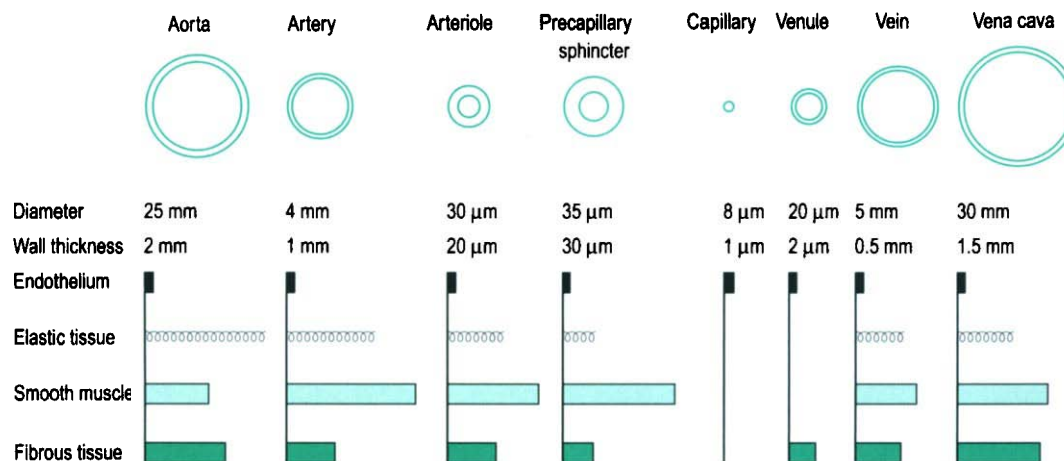 Aorta Artery Arteriole Precapillary sphincter Capillary Venule Vein Vena cava
Diameter 25 mm 4 mm 30 μm 35 μm 8 μm 20 μm 5 mm 30 mm
Wall thickness 2 mm 1 mm 20 μm 30 μm 1 μm 2 μm 0.5 mm 1.5 mm
Endothelium
Elastic tissue
Smooth muscle
Fibrous tissue